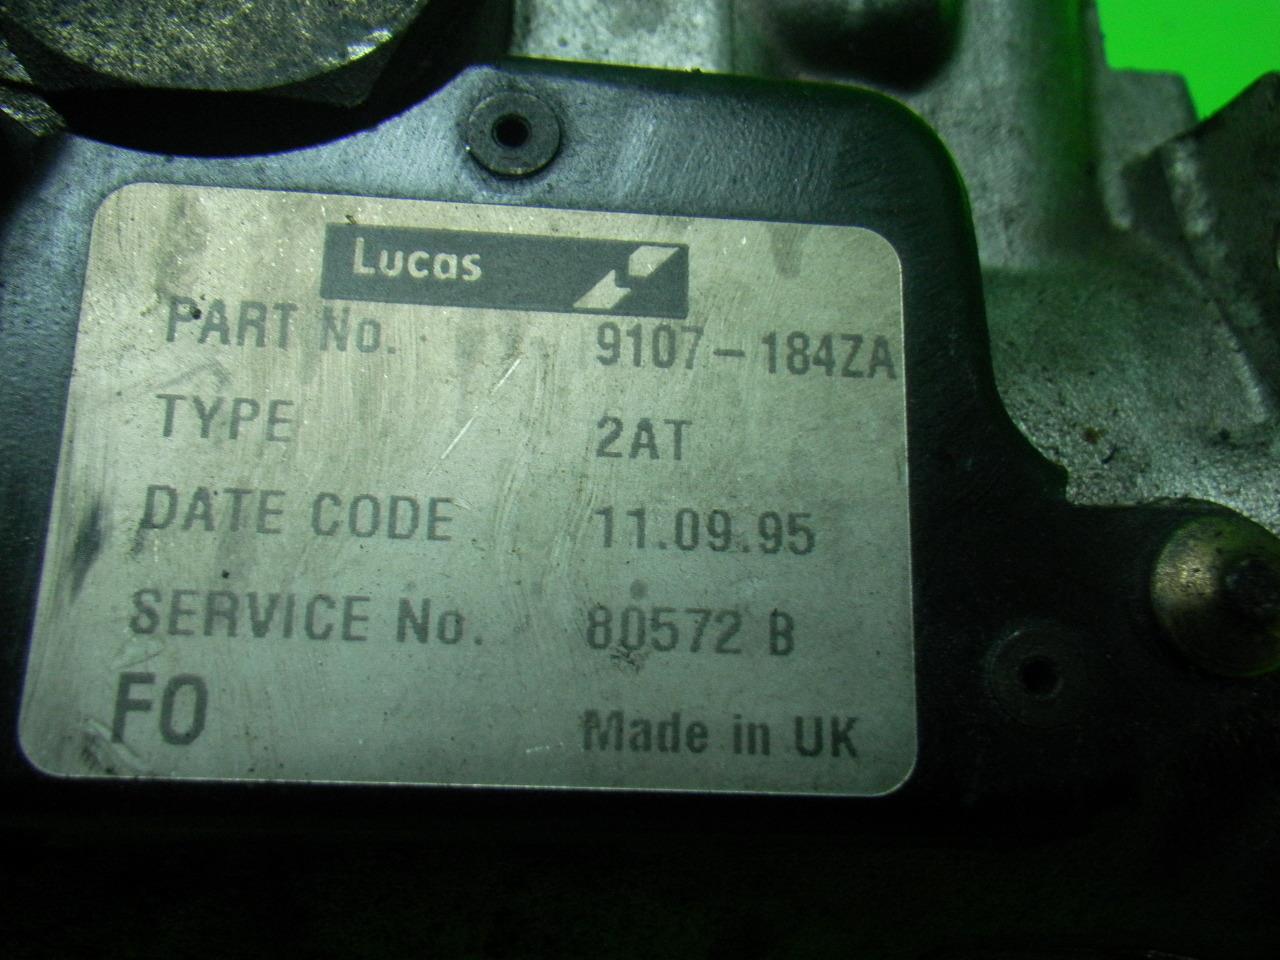 Lucas
PART No. 9107-184ZA
TYPE 2AT
DATE CODE 11.09.95
SERVICE No. 80572 B
FO Made in UK